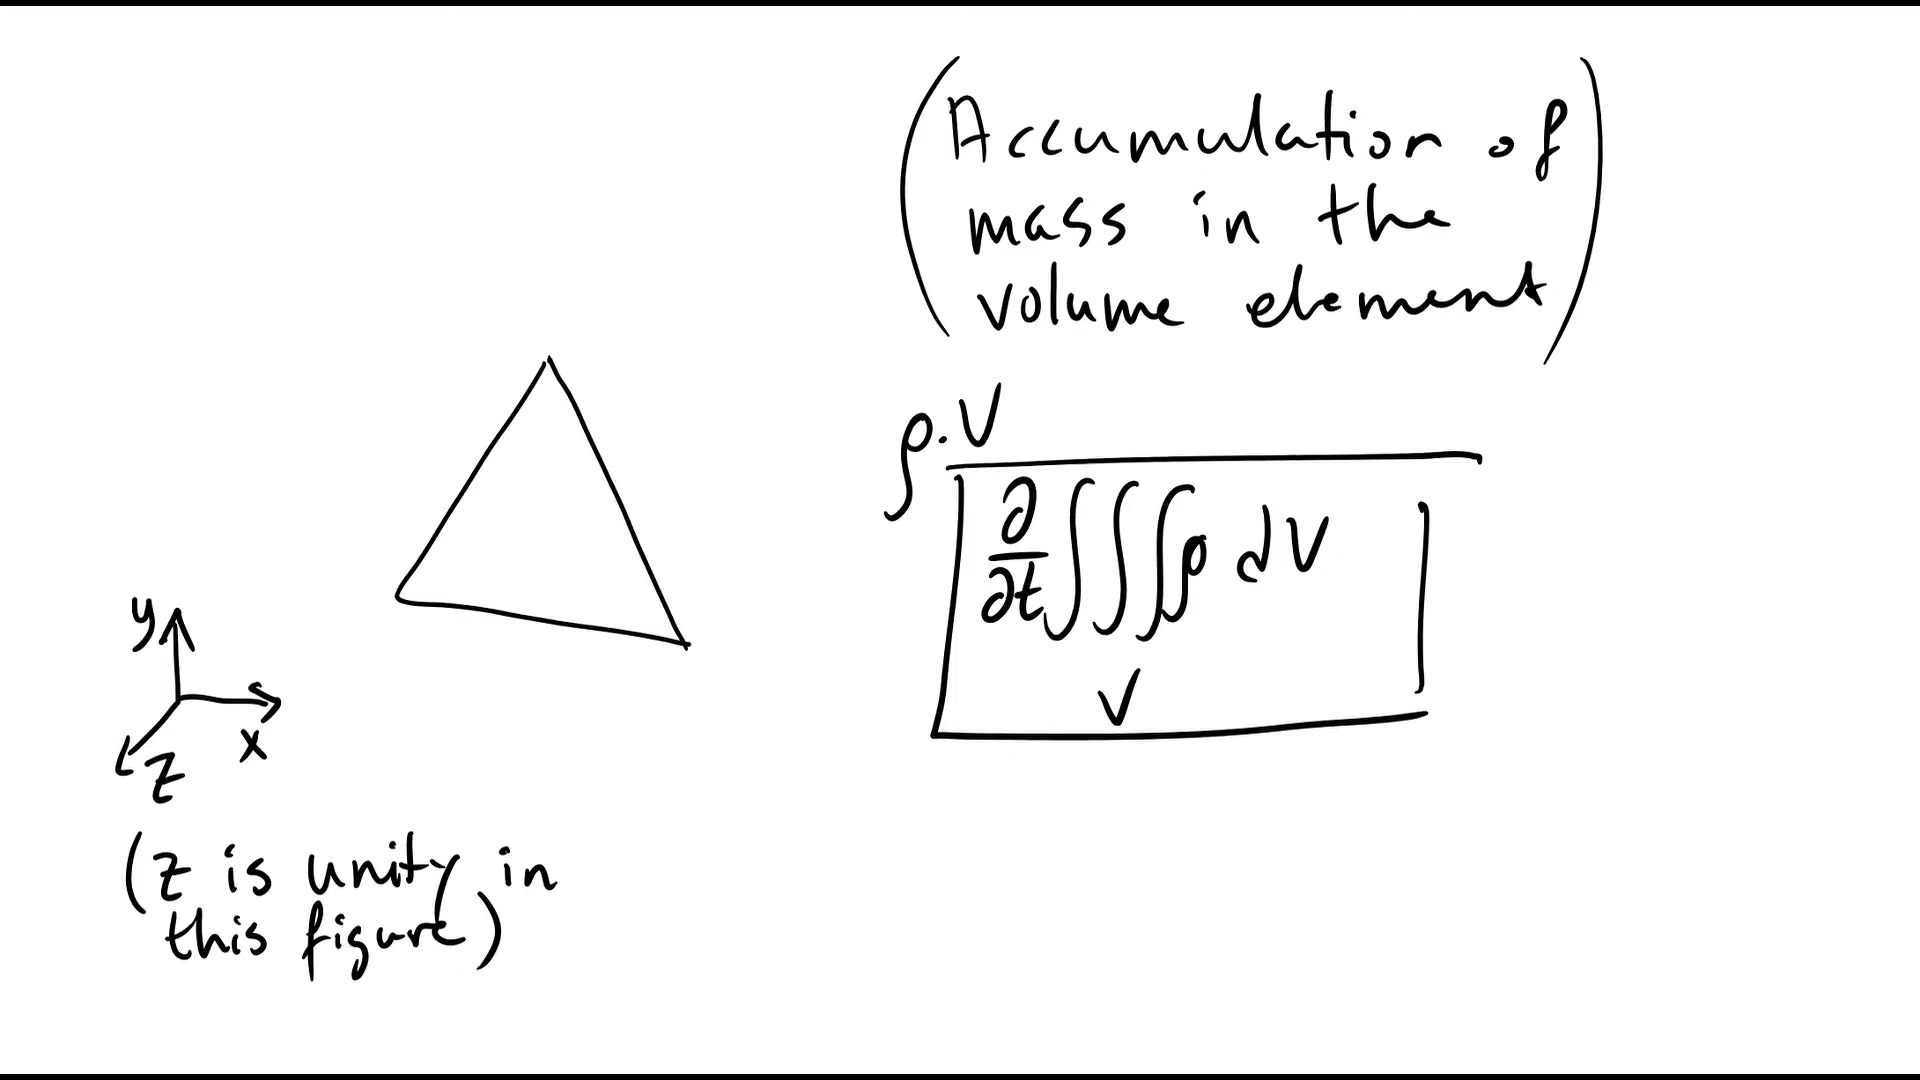 (Accumulation of
mass in the
volume element)
ρ.V
∂/∂t ∭ ρ dV
V
y
x
z
(z is unity in
this figure)